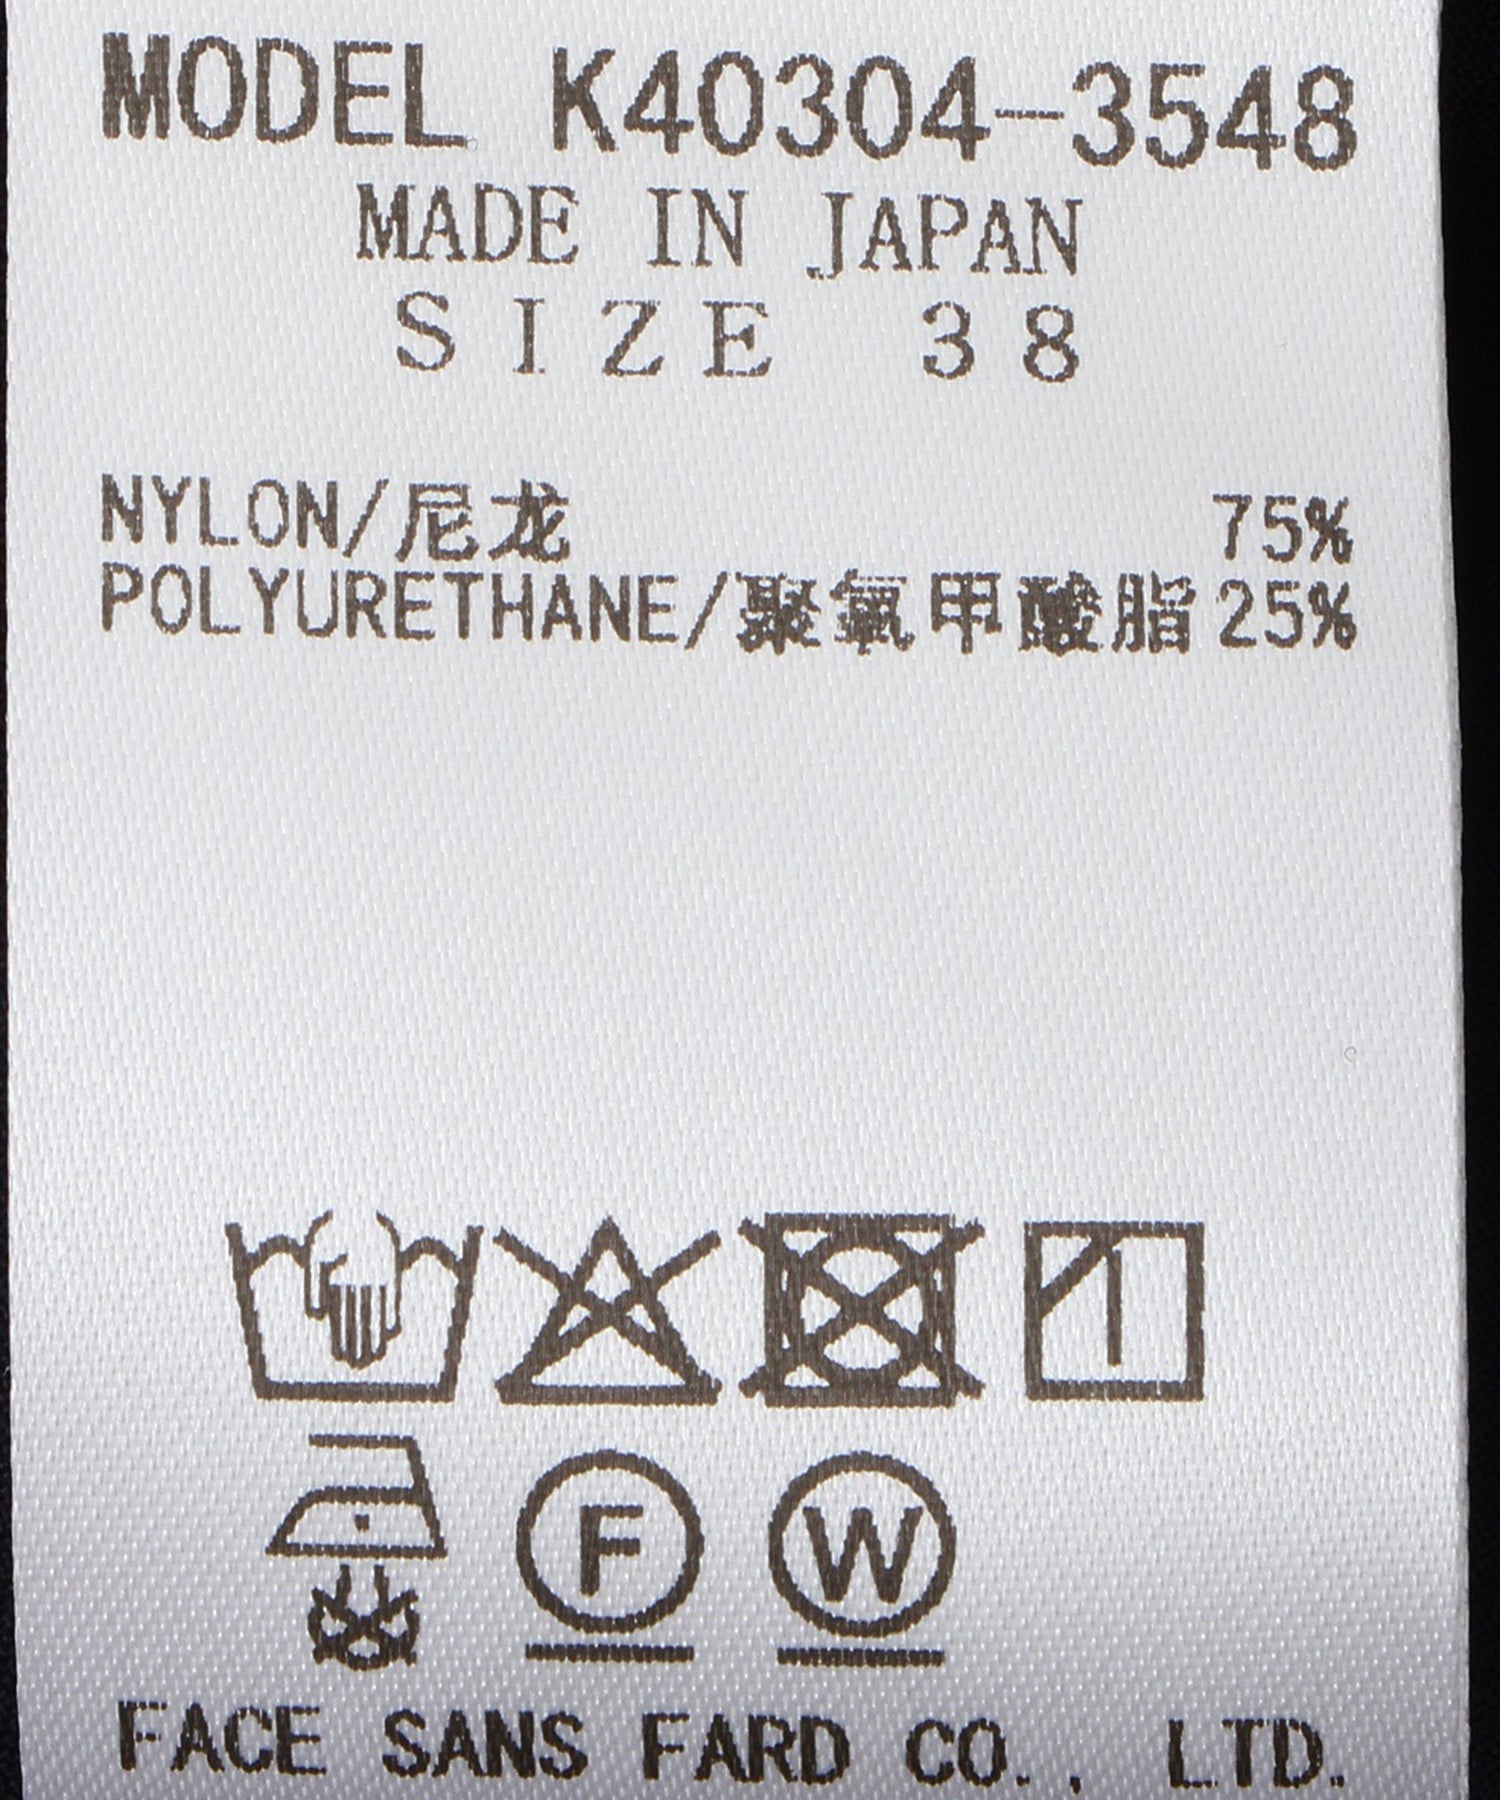 MODEL K40304-3548
MADE IN JAPAN
SIZE 38
NYLON/尼龙 75%
POLYURETHANE/聚氨甲酸脂 25%
F W
FACE SANS FARD CO., LTD.